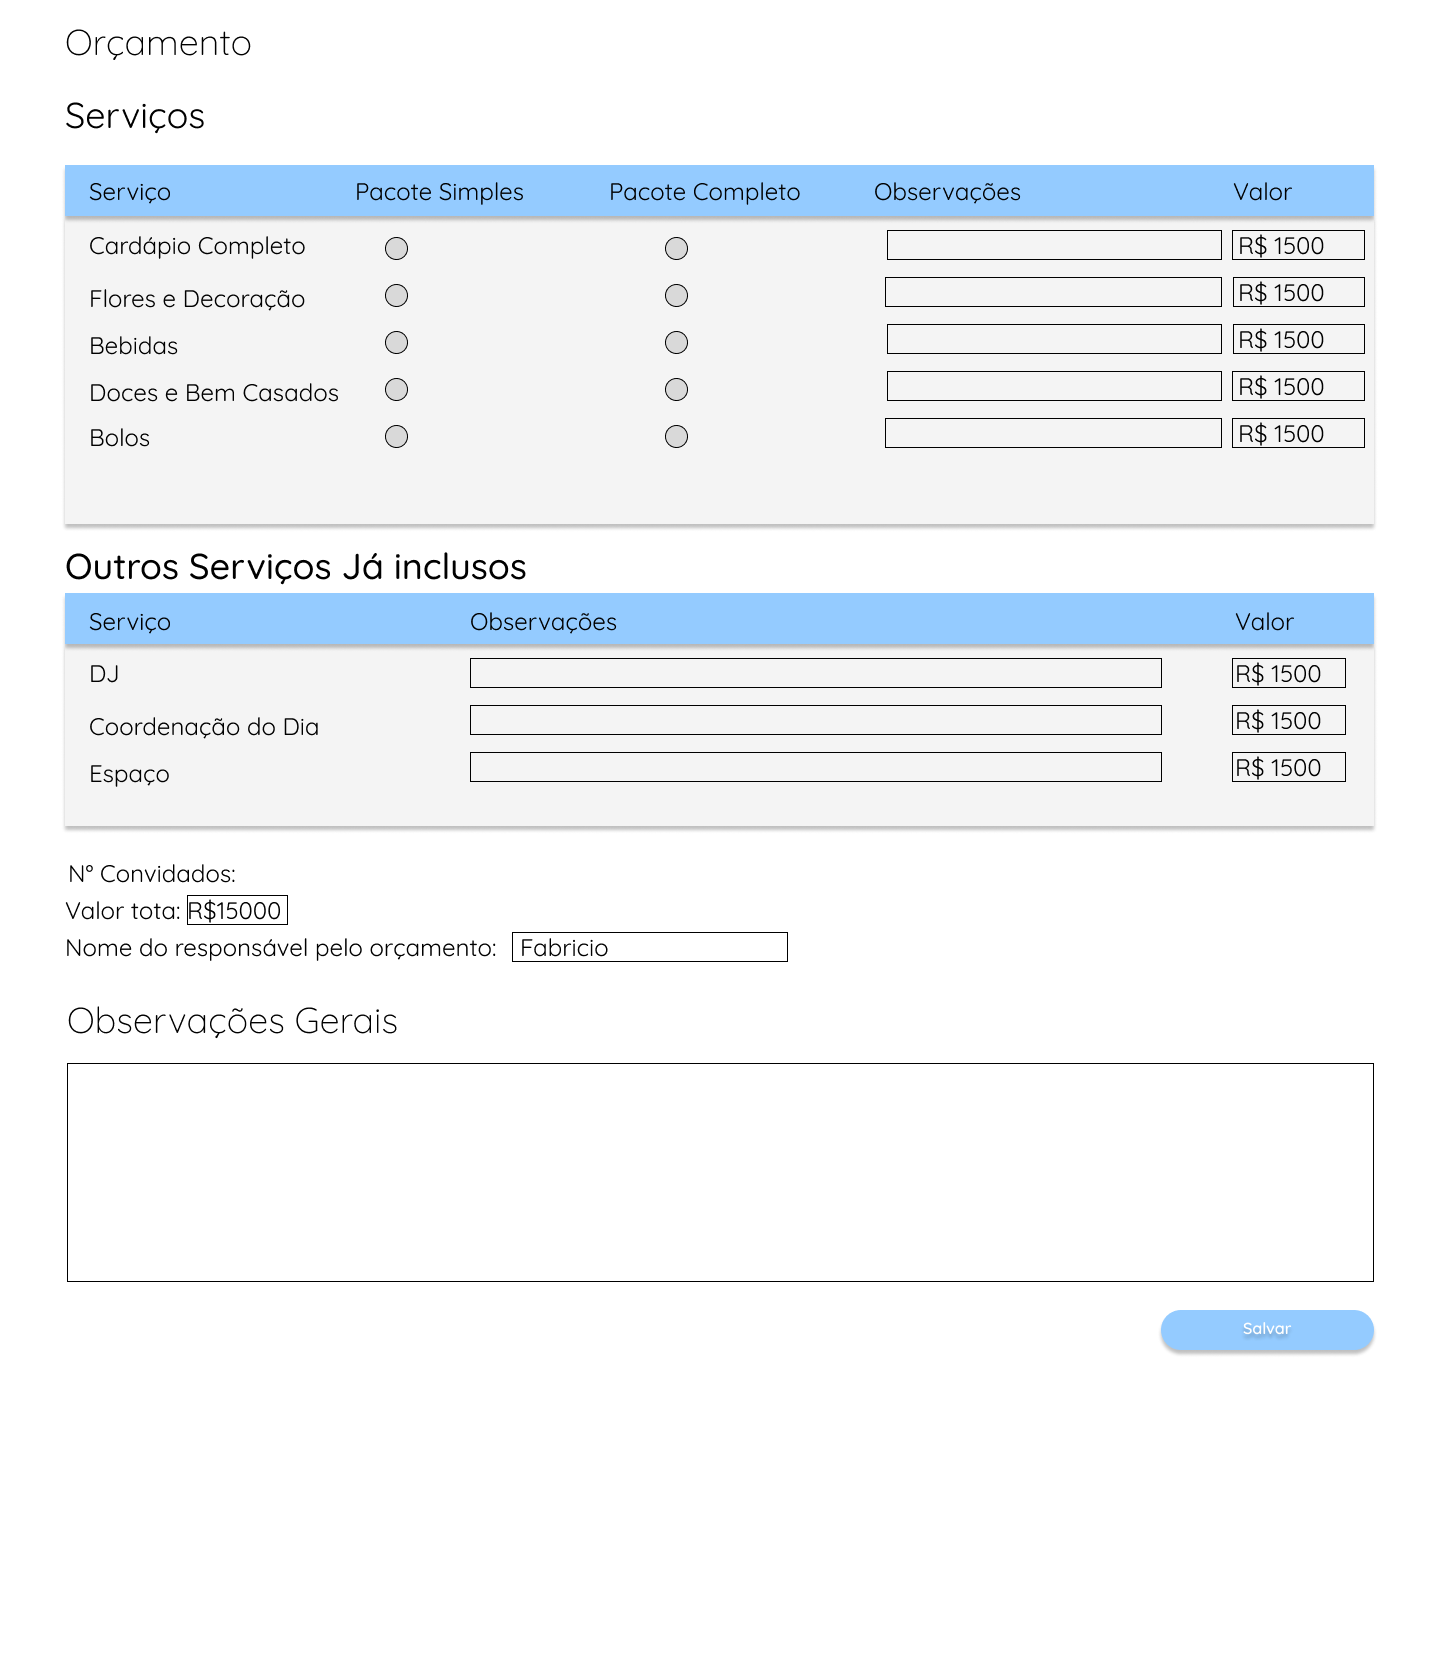 Orçamento
Serviços
Serviço Pacote Simples Pacote Completo Observações Valor
Cardápio Completo R$ 1500
Flores e Decoração R$ 1500
Bebidas R$ 1500
Doces e Bem Casados R$ 1500
Bolos R$ 1500
Outros Serviços Já inclusos
Serviço Observações Valor
DJ R$ 1500
Coordenação do Dia R$ 1500
Espaço R$ 1500
Nº Convidados:
Valor tota: R$15000
Nome do responsável pelo orçamento: Fabricio
Observações Gerais
Salvar